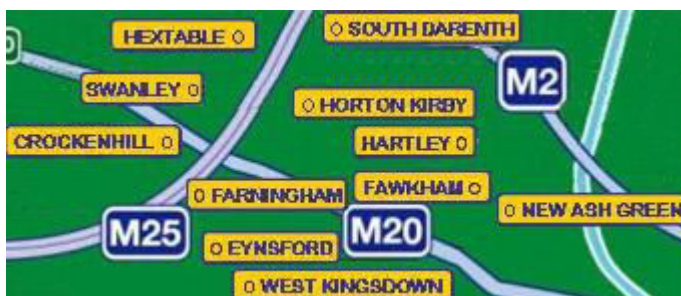 SOUTH DARENTH
HEXTABLE
M2
SWANLEY
HORTON KIRBY
CROCKENHILL
HARTLEY
FARNINGHAM
FAWKHAM
NEW ASH GREEN
M25
M20
EYNSFORD
WEST KINGSDOWN